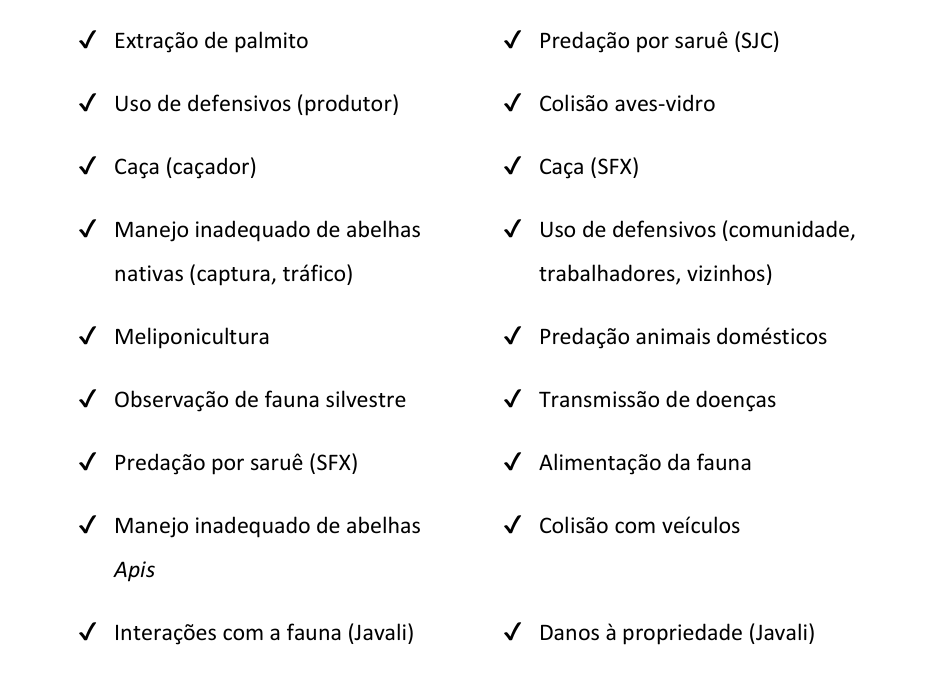 ✓ Extração de palmito
✓ Uso de defensivos (produtor)
✓ Caça (caçador)
✓ Manejo inadequado de abelhas
nativas (captura, tráfico)
✓ Meliponicultura
✓ Observação de fauna silvestre
✓ Predação por saruê (SFX)
✓ Manejo inadequado de abelhas
Apis
✓ Interações com a fauna (Javali)
✓ Predação por saruê (SJC)
✓ Colisão aves-vidro
✓ Caça (SFX)
✓ Uso de defensivos (comunidade,
trabalhadores, vizinhos)
✓ Predação animais domésticos
✓ Transmissão de doenças
✓ Alimentação da fauna
✓ Colisão com veículos
✓ Danos à propriedade (Javali)